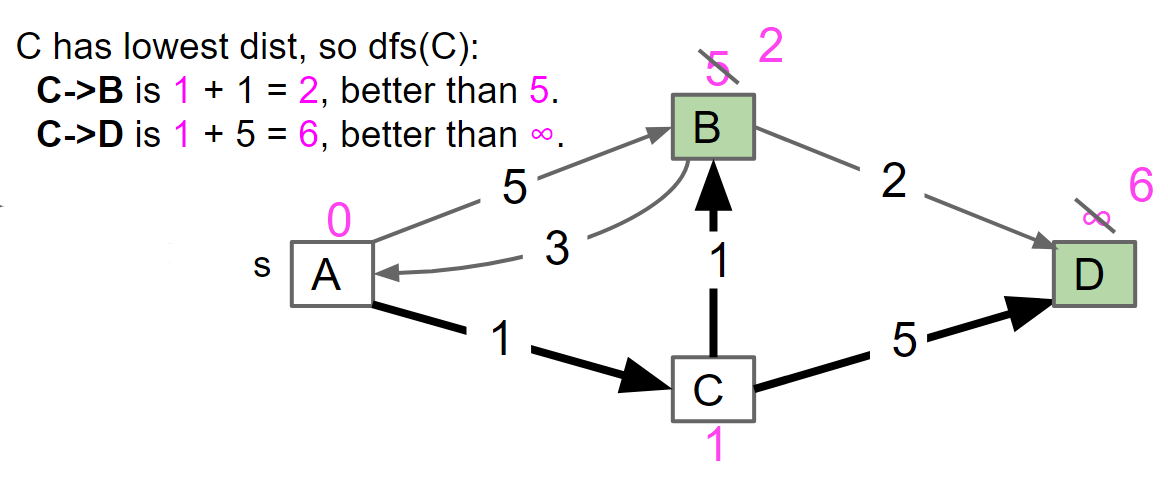 C has lowest dist, so dfs(C):
C->B is 1 + 1 = 2, better than 5.
C->D is 1 + 5 = 6, better than ∞.
5 2
B
5
2
∞ 6
0
3
1
s A
D
1
5
C
1